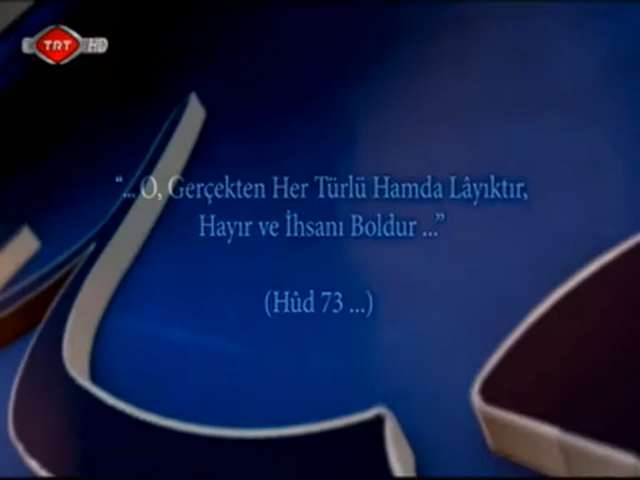 TRT HD
"... O, Gerçekten Her Türlü Hamda Lâyıktır,
Hayır ve İhsanı Boldur ..."
(Hûd 73 ...)